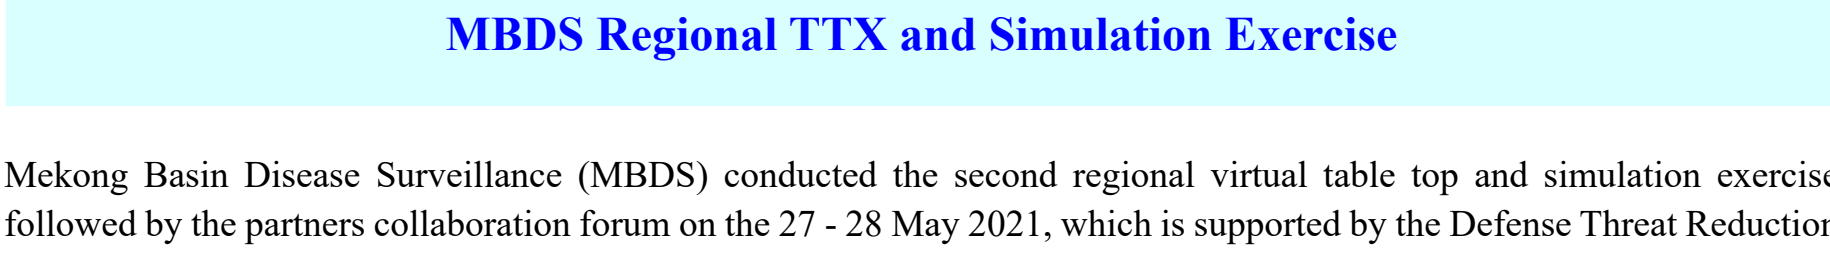 MBDS Regional TTX and Simulation Exercise
Mekong Basin Disease Surveillance (MBDS) conducted the second regional virtual table top and simulation exercise
followed by the partners collaboration forum on the 27 - 28 May 2021, which is supported by the Defense Threat Reduction